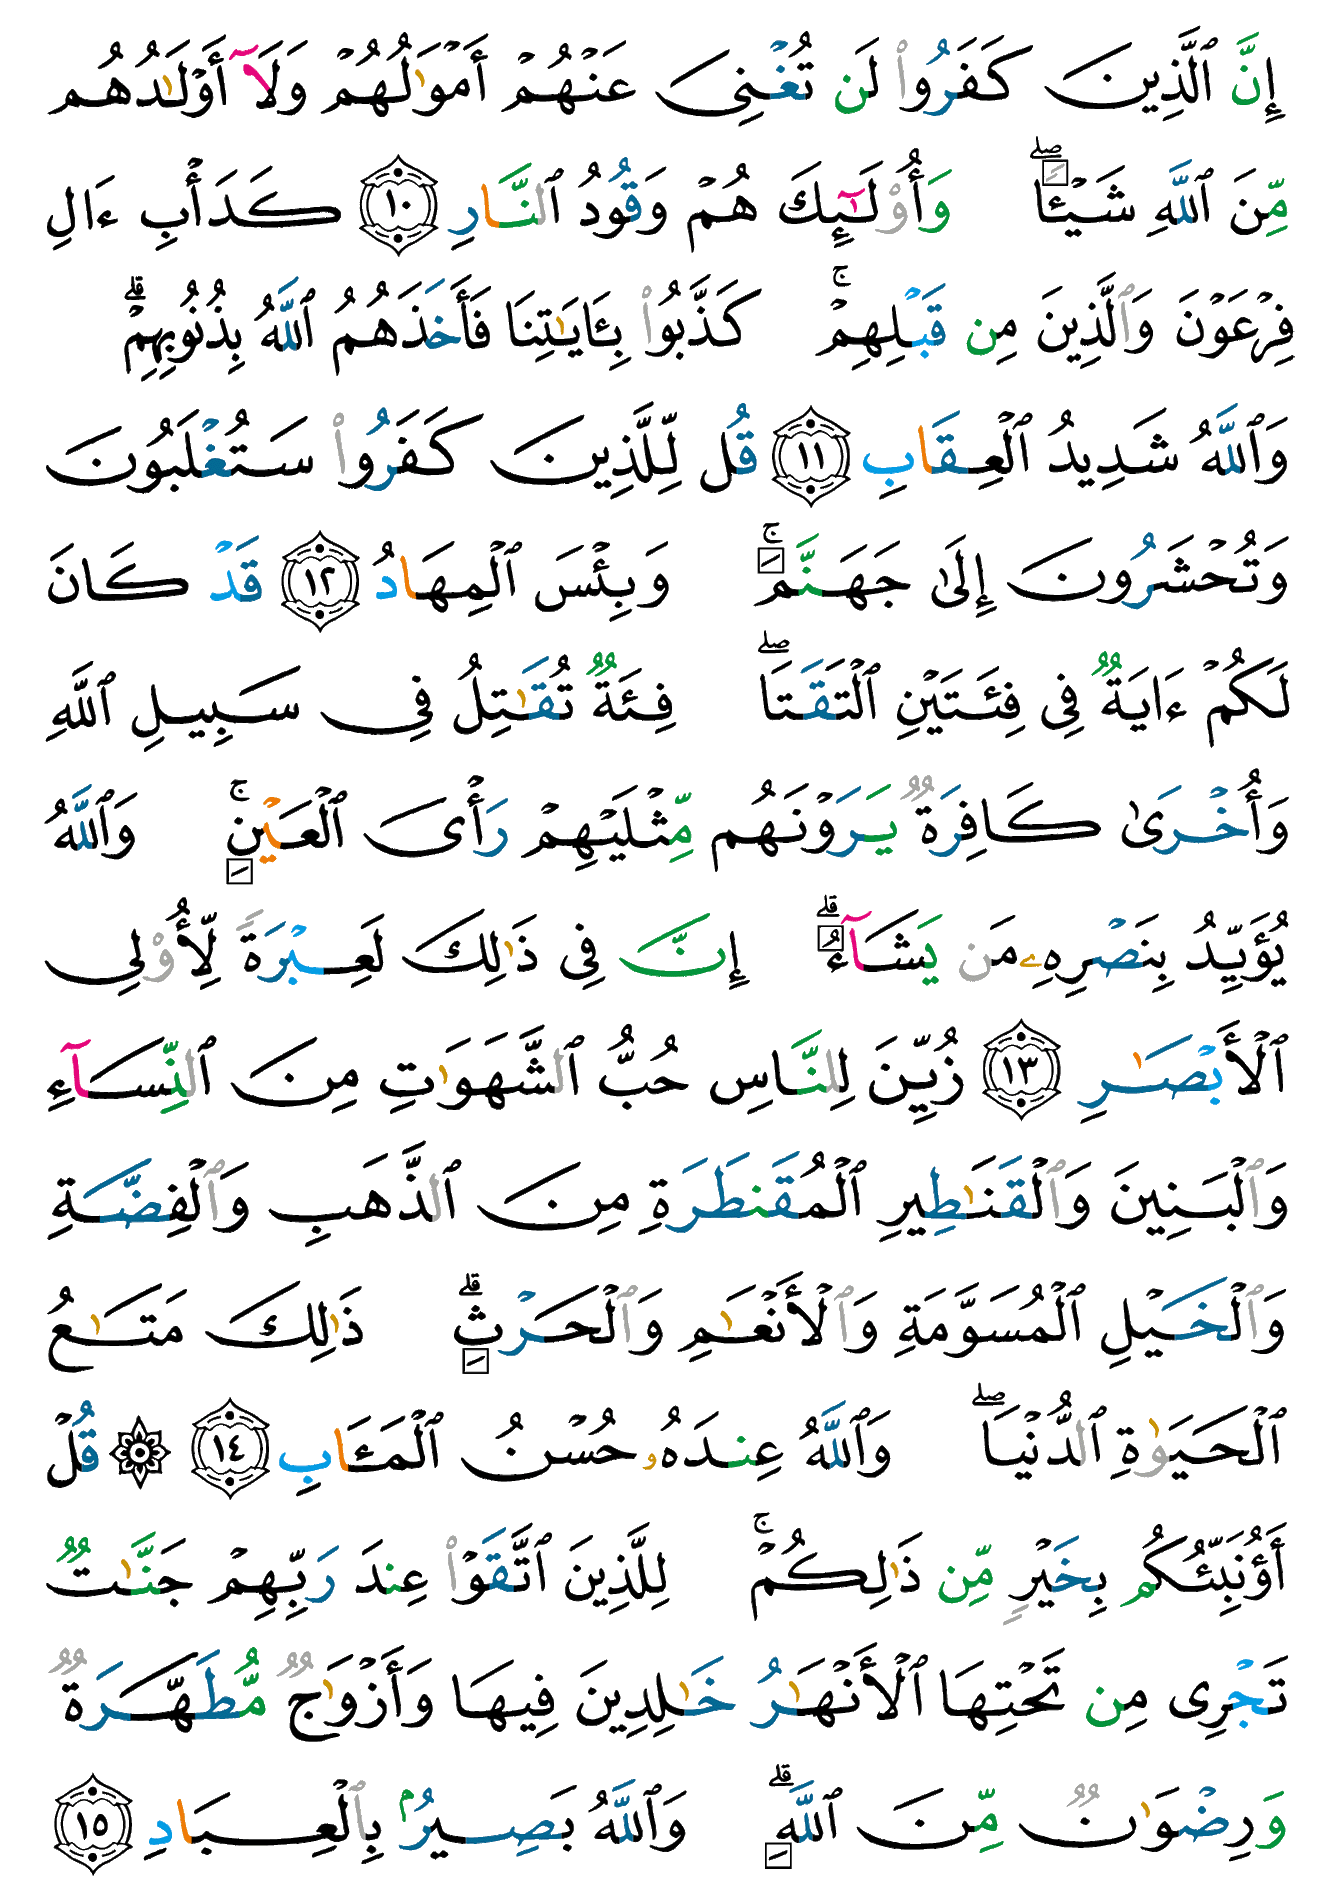 إِنَّ ٱلَّذِينَ كَفَرُوا۟ لَن تُغْنِىَ عَنْهُمْ أَمْوَٰلُهُمْ وَلَآ أَوْلَـٰدُهُم
مِّنَ ٱللَّهِ شَيْـًٔا ۖ وَأُو۟لَـٰٓئِكَ هُمْ وَقُودُ ٱلنَّارِ ١٠ كَدَأْبِ ءَالِ
فِرْعَوْنَ وَٱلَّذِينَ مِن قَبْلِهِمْ ۚ كَذَّبُوا۟ بِـَٔايَـٰتِنَا فَأَخَذَهُمُ ٱللَّهُ بِذُنُوبِهِمْ ۗ
وَٱللَّهُ شَدِيدُ ٱلْعِقَابِ ١١ قُل لِّلَّذِينَ كَفَرُوا۟ سَتُغْلَبُونَ
وَتُحْشَرُونَ إِلَىٰ جَهَنَّمَ ۚ وَبِئْسَ ٱلْمِهَادُ ١٢ قَدْ كَانَ
لَكُمْ ءَايَةٌ فِى فِئَتَيْنِ ٱلْتَقَتَا ۖ فِئَةٌ تُقَـٰتِلُ فِى سَبِيلِ ٱللَّهِ
وَأُخْرَىٰ كَافِرَةٌ يَرَوْنَهُم مِّثْلَيْهِمْ رَأْىَ ٱلْعَيْنِ ۚ وَٱللَّهُ
يُؤَيِّدُ بِنَصْرِهِۦ مَن يَشَآءُ ۗ إِنَّ فِى ذَٰلِكَ لَعِبْرَةً لِّأُو۟لِى
ٱلْأَبْصَـٰرِ ١٣ زُيِّنَ لِلنَّاسِ حُبُّ ٱلشَّهَوَٰتِ مِنَ ٱلنِّسَآءِ
وَٱلْبَنِينَ وَٱلْقَنَـٰطِيرِ ٱلْمُقَنطَرَةِ مِنَ ٱلذَّهَبِ وَٱلْفِضَّةِ
وَٱلْخَيْلِ ٱلْمُسَوَّمَةِ وَٱلْأَنْعَـٰمِ وَٱلْحَرْثِ ۗ ذَٰلِكَ مَتَـٰعُ
ٱلْحَيَوٰةِ ٱلدُّنْيَا ۖ وَٱللَّهُ عِندَهُۥ حُسْنُ ٱلْمَـَٔابِ ١٤ ۞ قُلْ
أَؤُنَبِّئُكُم بِخَيْرٍ مِّن ذَٰلِكُمْ ۚ لِلَّذِينَ ٱتَّقَوْا۟ عِندَ رَبِّهِمْ جَنَّـٰتٌ
تَجْرِى مِن تَحْتِهَا ٱلْأَنْهَـٰرُ خَـٰلِدِينَ فِيهَا وَأَزْوَٰجٌ مُّطَهَّرَةٌ
وَرِضْوَٰنٌ مِّنَ ٱللَّهِ ۗ وَٱللَّهُ بَصِيرٌۢ بِٱلْعِبَادِ ١٥